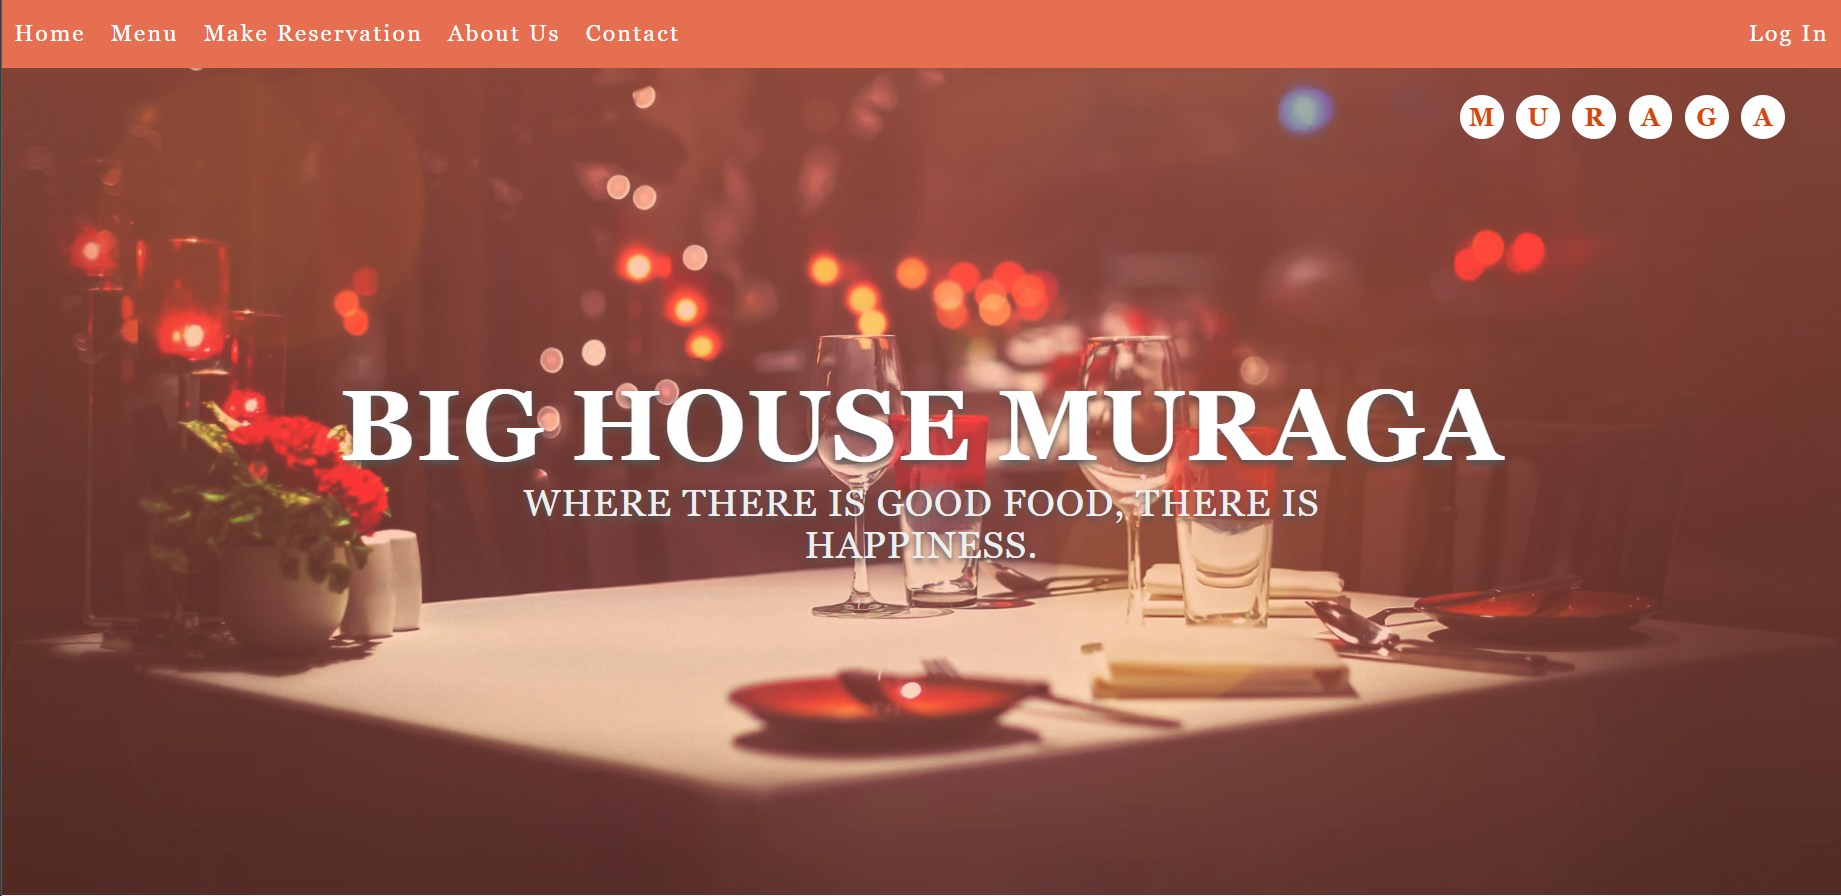 Home Menu Make Reservation About Us Contact Log In
M U R A G A
BIG HOUSE MURAGA
WHERE THERE IS GOOD FOOD, THERE IS
HAPPINESS.